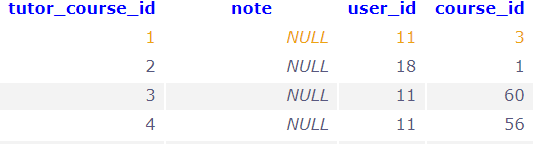 tutor_course_id note user_id course_id
1 NULL 11 3
2 NULL 18 1
3 NULL 11 60
4 NULL 11 56